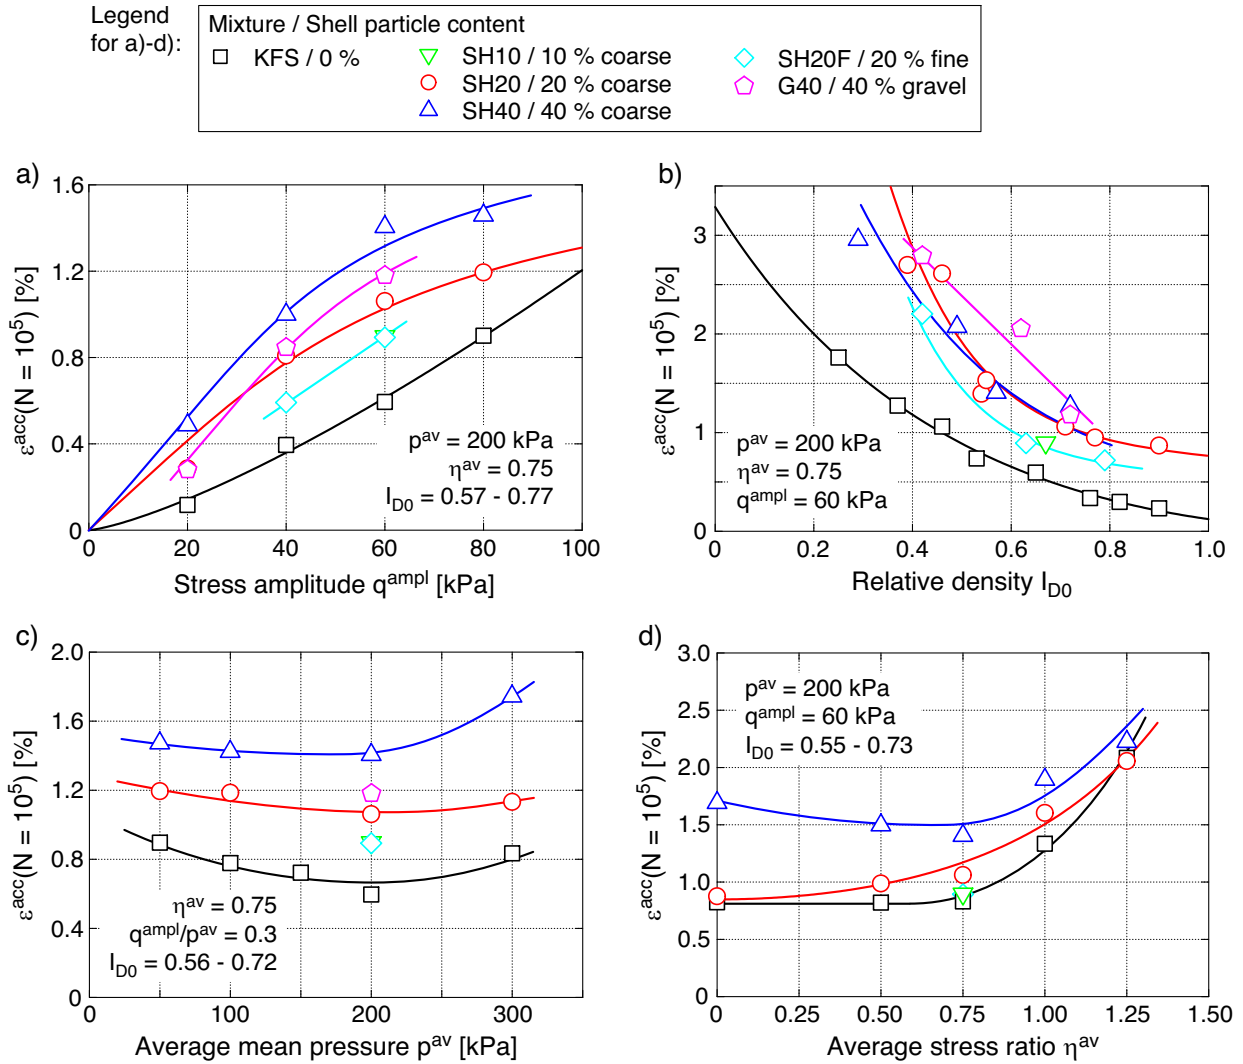 Legend
for a)-d):
Mixture / Shell particle content
KFS / 0 %
SH10 / 10 % coarse
SH20 / 20 % coarse
SH40 / 40 % coarse
SH20F / 20 % fine
G40 / 40 % gravel
a)
1.6
1.2
0.8
0.4
0
εᵃᶜᶜ(N = 10⁵) [%]
pᵃᵛ = 200 kPa
ηᵃᵛ = 0.75
I_D0 = 0.57 - 0.77
0 20 40 60 80 100
Stress amplitude qᵃᵐᵖˡ [kPa]
b)
3
2
1
0
εᵃᶜᶜ(N = 10⁵) [%]
pᵃᵛ = 200 kPa
ηᵃᵛ = 0.75
qᵃᵐᵖˡ = 60 kPa
0 0.2 0.4 0.6 0.8 1.0
Relative density I_D0
c)
2.0
1.6
1.2
0.8
0.4
0
εᵃᶜᶜ(N = 10⁵) [%]
ηᵃᵛ = 0.75
qᵃᵐᵖˡ/pᵃᵛ = 0.3
I_D0 = 0.56 - 0.72
0 100 200 300
Average mean pressure pᵃᵛ [kPa]
d)
3.0
2.5
2.0
1.5
1.0
0.5
0
εᵃᶜᶜ(N = 10⁵) [%]
pᵃᵛ = 200 kPa
qᵃᵐᵖˡ = 60 kPa
I_D0 = 0.55 - 0.73
0 0.25 0.50 0.75 1.00 1.25 1.50
Average stress ratio ηᵃᵛ